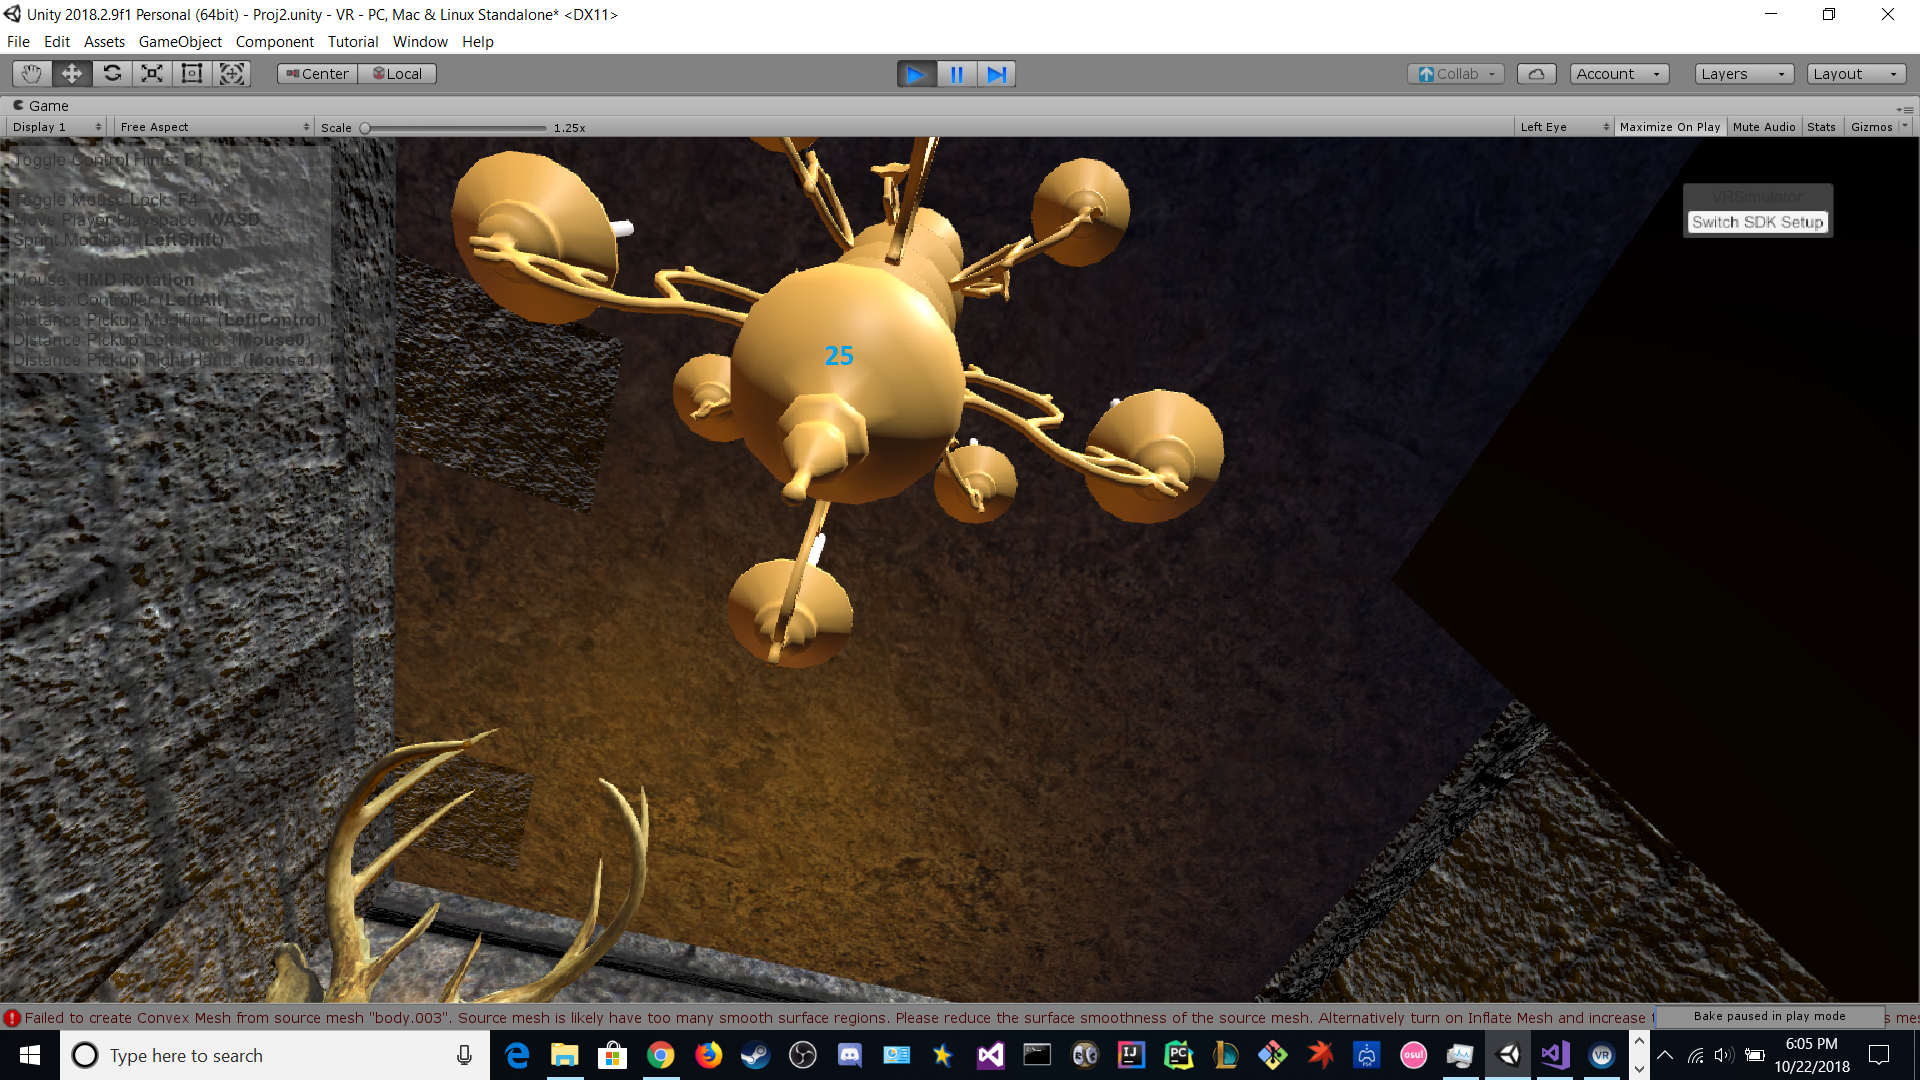 Unity 2018.2.9f1 Personal (64bit) - Proj2.unity - VR - PC, Mac & Linux Standalone* <DX11>
File Edit Assets GameObject Component Tutorial Window Help
Center Local Collab Account Layers Layout
Game
Display 1 Free Aspect Scale 1.25x Left Eye Maximize On Play Mute Audio Stats Gizmos
Toggle Control Hints: F1
Toggle Mouse Lock: F4
Move Player/Playspace: WASD
Sprint Modifier: (LeftShift)
Mouse: HMD Rotation
Modes: Controller (LeftAlt)
Distance Pickup Modifier: (LeftControl)
Distance Pickup Left Hand: (Mouse0)
Distance Pickup Right Hand: (Mouse1)
VRSimulator
Switch SDK Setup
25
Failed to create Convex Mesh from source mesh "body.003". Source mesh is likely have too many smooth surface regions. Please reduce the surface smoothness of the source mesh. Alternatively turn on Inflate Mesh and increase
Bake paused in play mode
Type here to search
IJ
PC
FS4
osu!
VR
6:05 PM
10/22/2018